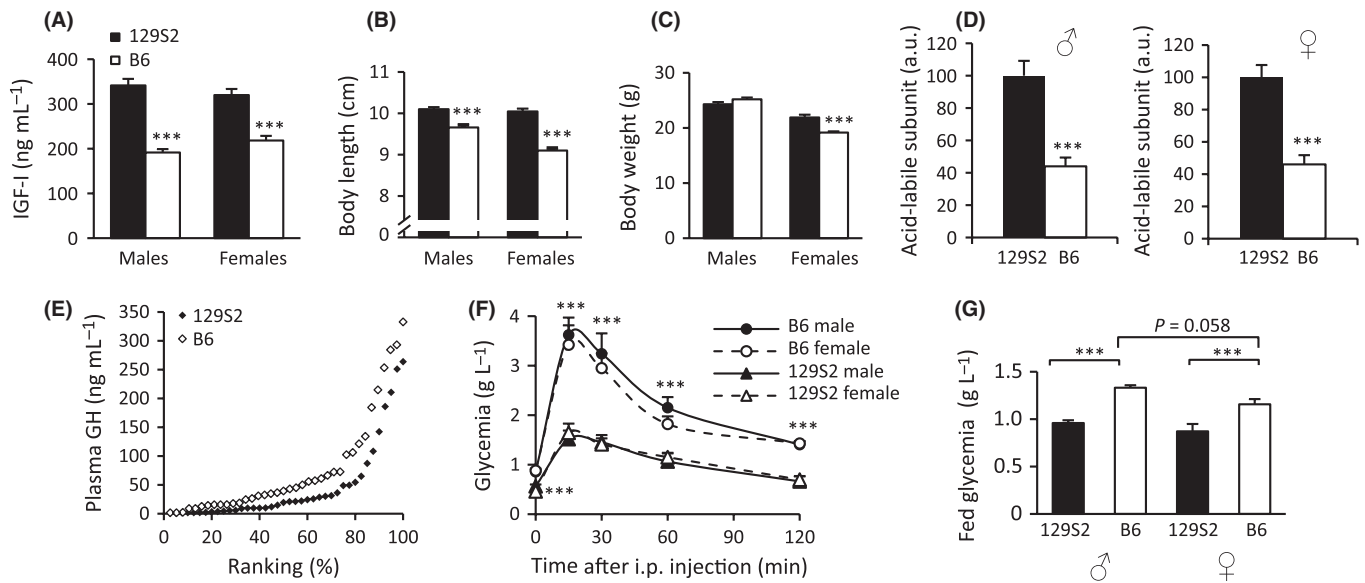 (A)
129S2
B6
IGF-I (ng mL⁻¹)
400
300
200
100
0
***
***
Males
Females
(B)
Body length (cm)
11
10
9
8
0
***
***
Males
Females
(C)
Body weight (g)
30
20
10
0
***
Males
Females
(D)
♂
Acid-labile subunit (a.u.)
120
100
80
60
40
20
0
***
129S2 B6
♀
Acid-labile subunit (a.u.)
120
100
80
60
40
20
0
***
129S2 B6
(E)
129S2
B6
Plasma GH (ng mL⁻¹)
350
300
250
200
150
100
50
0
0 20 40 60 80 100
Ranking (%)
(F)
Glycemia (g L⁻¹)
4
3
2
1
0
***
***
***
***
***
B6 male
B6 female
129S2 male
129S2 female
0 30 60 90 120
Time after i.p. injection (min)
(G)
P = 0.058
***
***
Fed glycemia (g L⁻¹)
1.5
1.0
0.5
0
129S2 B6 129S2 B6
♂ ♀